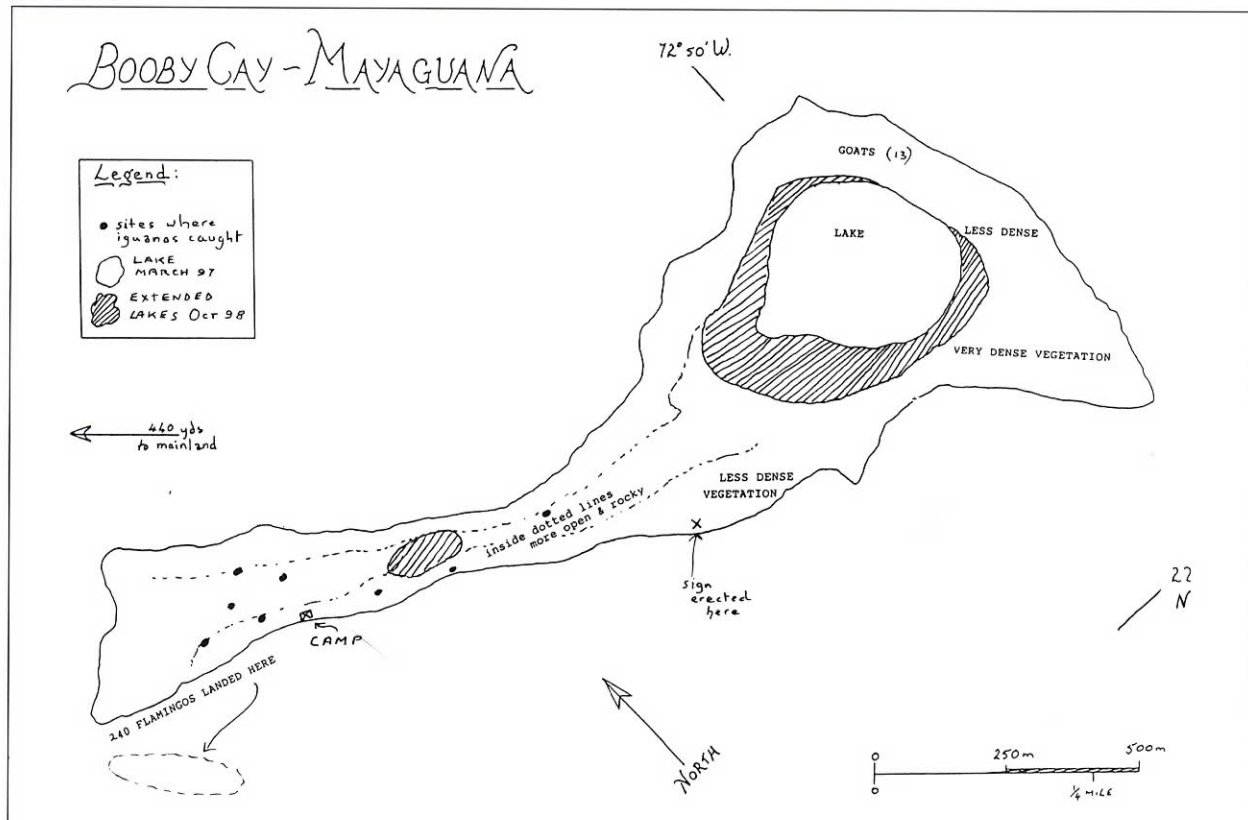 BOOBY CAY - MAYAGUANA
72° 50' W.
Legend:
sites where
iguanas caught
LAKE
MARCH 97
EXTENDED
LAKES Oct 98
GOATS (13)
LAKE
LESS DENSE
VERY DENSE VEGETATION
440 yds
to mainland
LESS DENSE
VEGETATION
inside dotted lines
more open & rocky
sign
erected
here
22
N
CAMP
240 FLAMINGOS LANDED HERE
NORTH
0 250m 500m
0 ¼ MILE